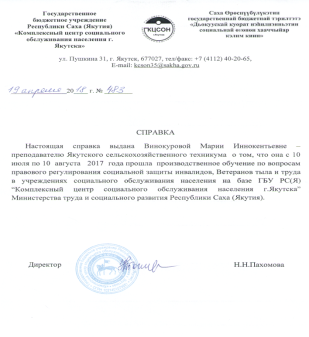 Государственное
бюджетное учреждение
Республики Саха (Якутия)
«Комплексный центр социального
обслуживания населения г.
Якутска»
КЦСОН
Саха Өрөспүүбүлүкэтин
государственнай бюджетнай тэрилтэтэ
«Дьокуускай куорат нэһилиэнньэтин
социальнай өҥөнөн хааччыйар
ул. Пушкина 31, г. Якутск, 677027, тел/факс: +7 (4112) 40-20-65,
E-mail: kcson35@sakha.gov.ru
19 апреля 2018 г. № 483
СПРАВКА
Настоящая справка выдана Винокуровой Марии Иннокентьевне –
преподавателю Якутского сельскохозяйственного техникума о том, что она с 10
июля по 10 августа 2017 года прошла производственное обучение по вопросам
правового регулирования социальной защиты инвалидов, Ветеранов тыла и труда
в учреждениях социального обслуживания населения на базе ГБУ РС(Я)
“Комплексный центр социального обслуживания населения г.Якутска”
Министерства труда и социального развития Республики Саха (Якутия).
Директор Н.Н.Пахомова